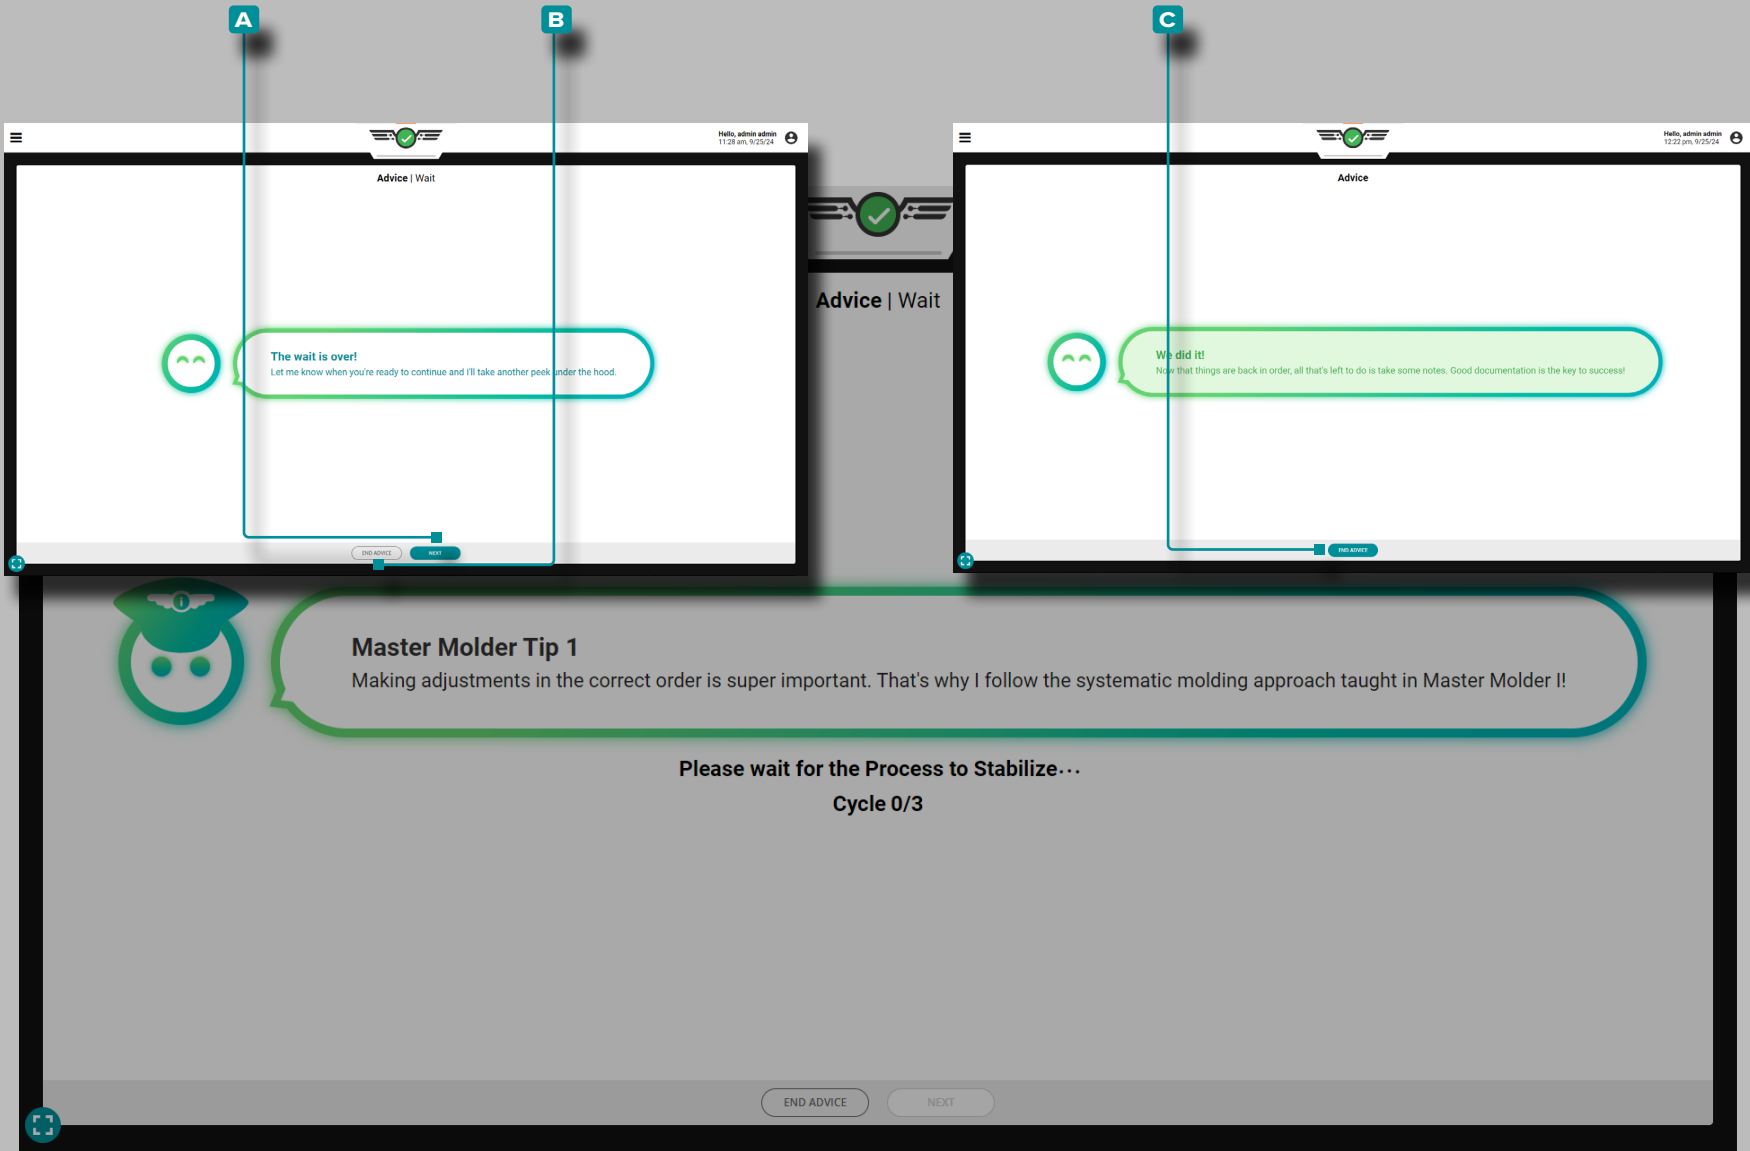 A
B
C
Hello, admin admin
11:28 am, 9/25/24
Advice | Wait
The wait is over!
Let me know when you're ready to continue and I'll take another peek under the hood.
END ADVICE
NEXT
Hello, admin admin
12:22 pm, 9/25/24
Advice
We did it!
Now that things are back in order, all that's left to do is take some notes. Good documentation is the key to success!
END ADVICE
Advice | Wait
Master Molder Tip 1
Making adjustments in the correct order is super important. That's why I follow the systematic molding approach taught in Master Molder I!
Please wait for the Process to Stabilize...
Cycle 0/3
END ADVICE
NEXT